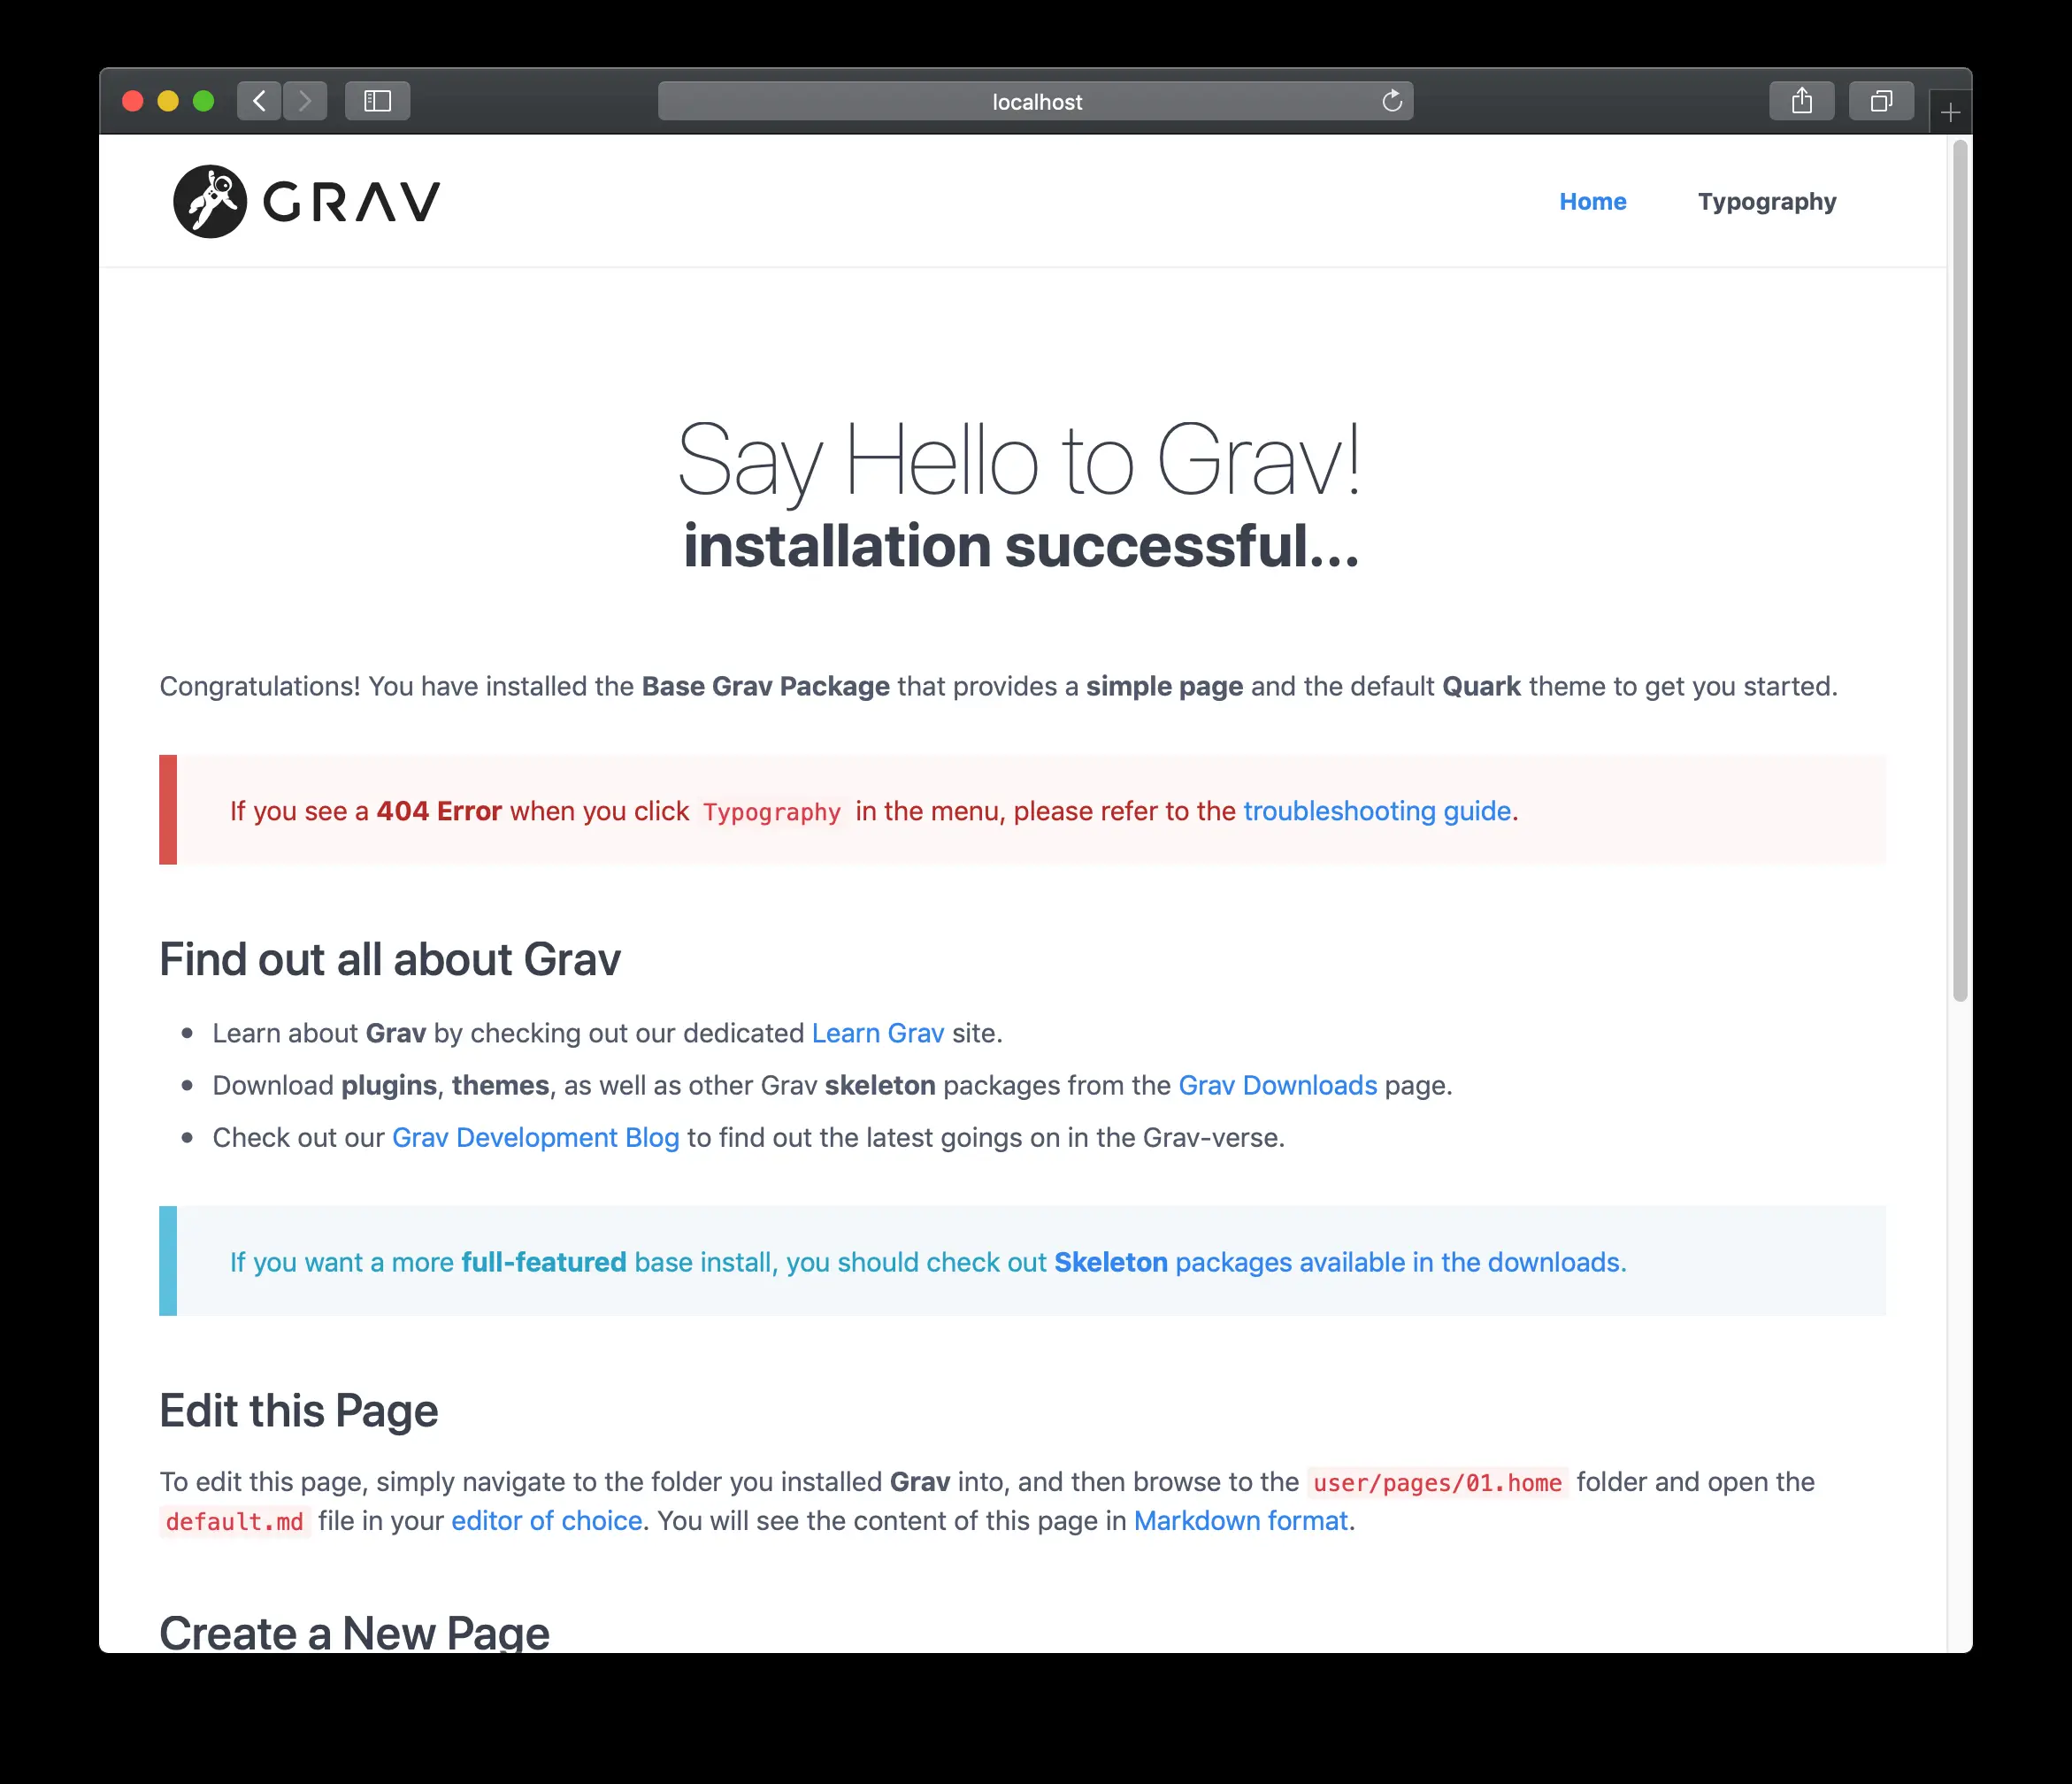 localhost
GRAV
Home
Typography
Say Hello to Grav!
installation successful...
Congratulations! You have installed the Base Grav Package that provides a simple page and the default Quark theme to get you started.
If you see a 404 Error when you click Typography in the menu, please refer to the troubleshooting guide.
Find out all about Grav
Learn about Grav by checking out our dedicated Learn Grav site.
Download plugins, themes, as well as other Grav skeleton packages from the Grav Downloads page.
Check out our Grav Development Blog to find out the latest goings on in the Grav-verse.
If you want a more full-featured base install, you should check out Skeleton packages available in the downloads.
Edit this Page
To edit this page, simply navigate to the folder you installed Grav into, and then browse to the user/pages/01.home folder and open the
default.md file in your editor of choice. You will see the content of this page in Markdown format.
Create a New Page